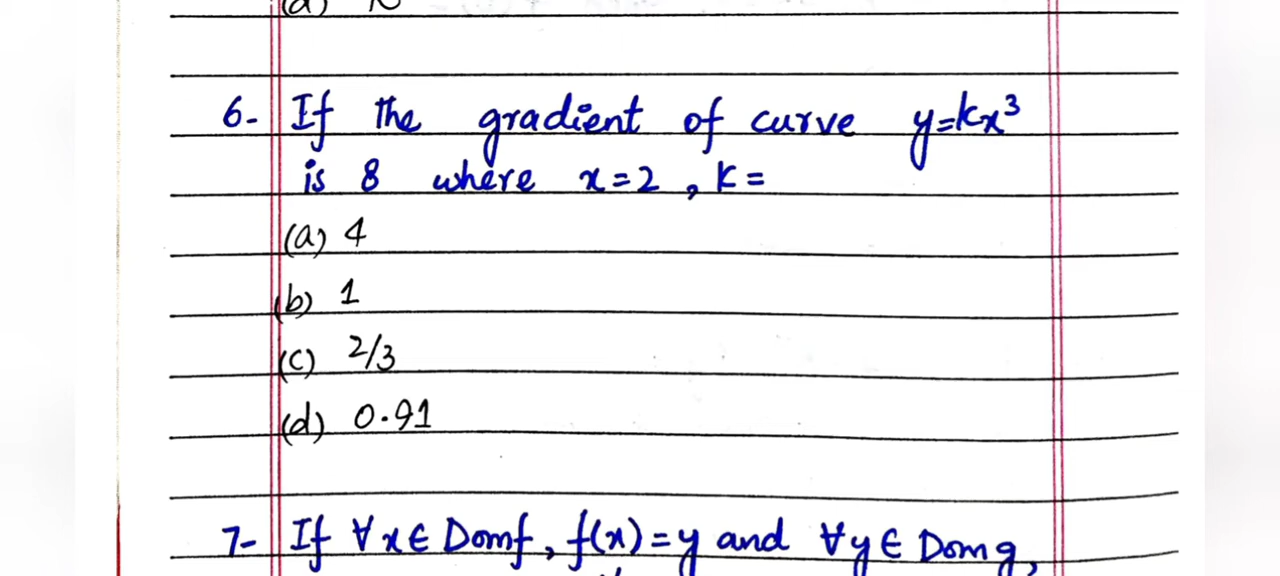 (d)
6- If the gradient of curve y=kx³
is 8 where x=2, K=
(a) 4
(b) 1
(c) 2/3
(d) 0.91
7- If ∀x∈ Domf, f(x)=y and ∀y∈ Domg,